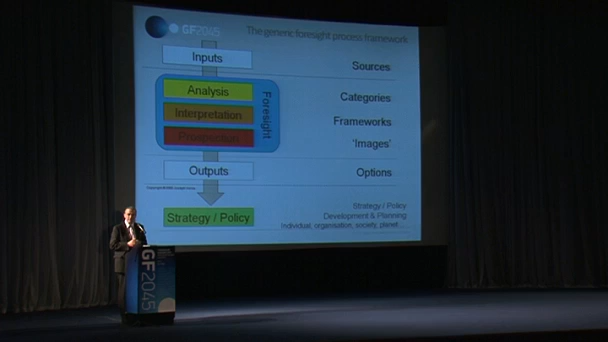 GF2045
The generic foresight process framework
Inputs
Sources
Analysis
Categories
Interpretation
Frameworks
Prospection
'Images'
Foresight
Outputs
Options
Strategy / Policy
Strategy / Policy
Development & Planning
Individual, organisation, society, planet...
GF2045